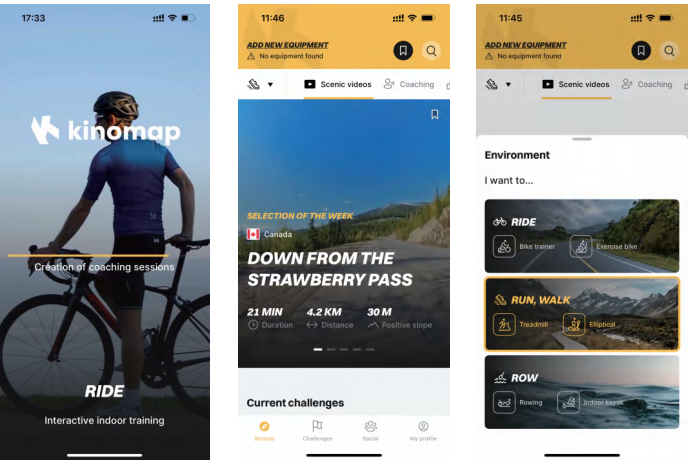 17:33
kinomap
Creation of coaching sessions
RIDE
Interactive indoor training
11:46
ADD NEW EQUIPMENT
No equipment found
Scenic videos
Coaching
SELECTION OF THE WEEK
Canada
DOWN FROM THE
STRAWBERRY PASS
21 MIN 4.2 KM 30 M
Duration Distance Positive slope
Current challenges
Browse Challenges Social My profile
11:45
ADD NEW EQUIPMENT
No equipment found
Scenic videos
Coaching
Environment
I want to...
RIDE
Bike trainer Exercise bike
RUN, WALK
Treadmill Elliptical
ROW
Rowing Indoor kayak